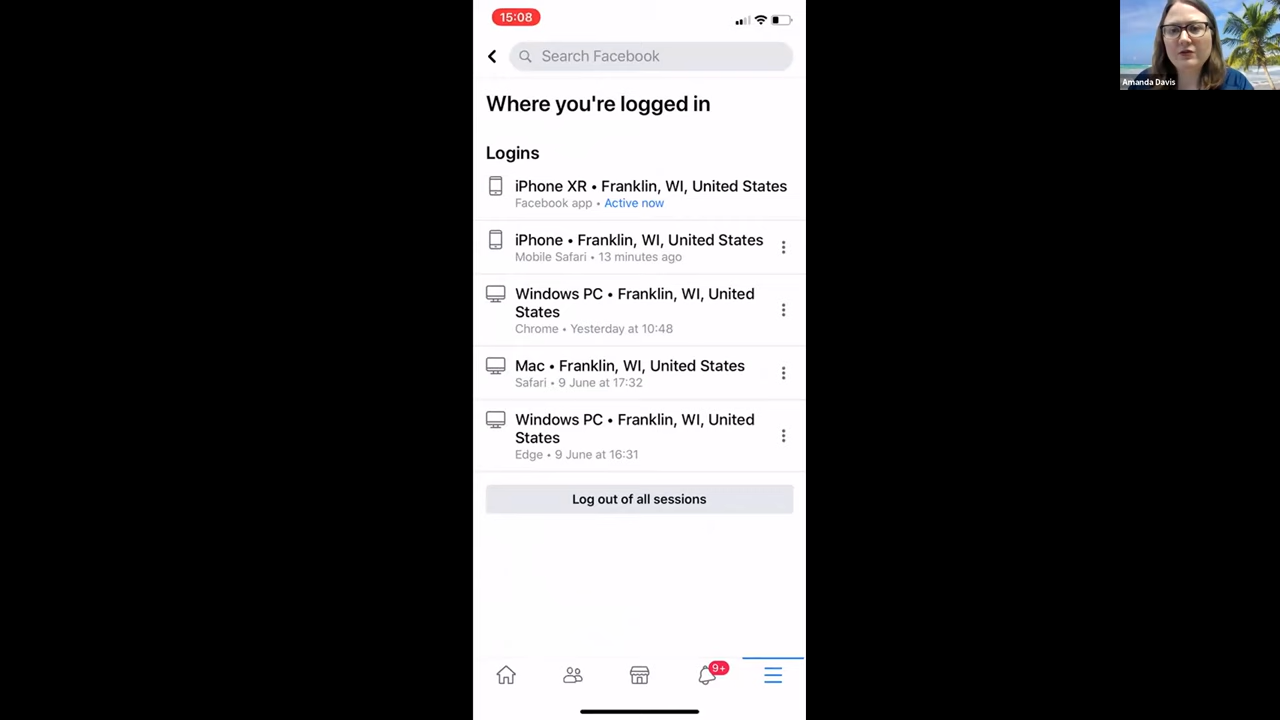 15:08
Search Facebook
Where you're logged in
Logins
iPhone XR • Franklin, WI, United States
Facebook app • Active now
iPhone • Franklin, WI, United States
Mobile Safari • 13 minutes ago
Windows PC • Franklin, WI, United
States
Chrome • Yesterday at 10:48
Mac • Franklin, WI, United States
Safari • 9 June at 17:32
Windows PC • Franklin, WI, United
States
Edge • 9 June at 16:31
Log out of all sessions
9+
Amanda Davis